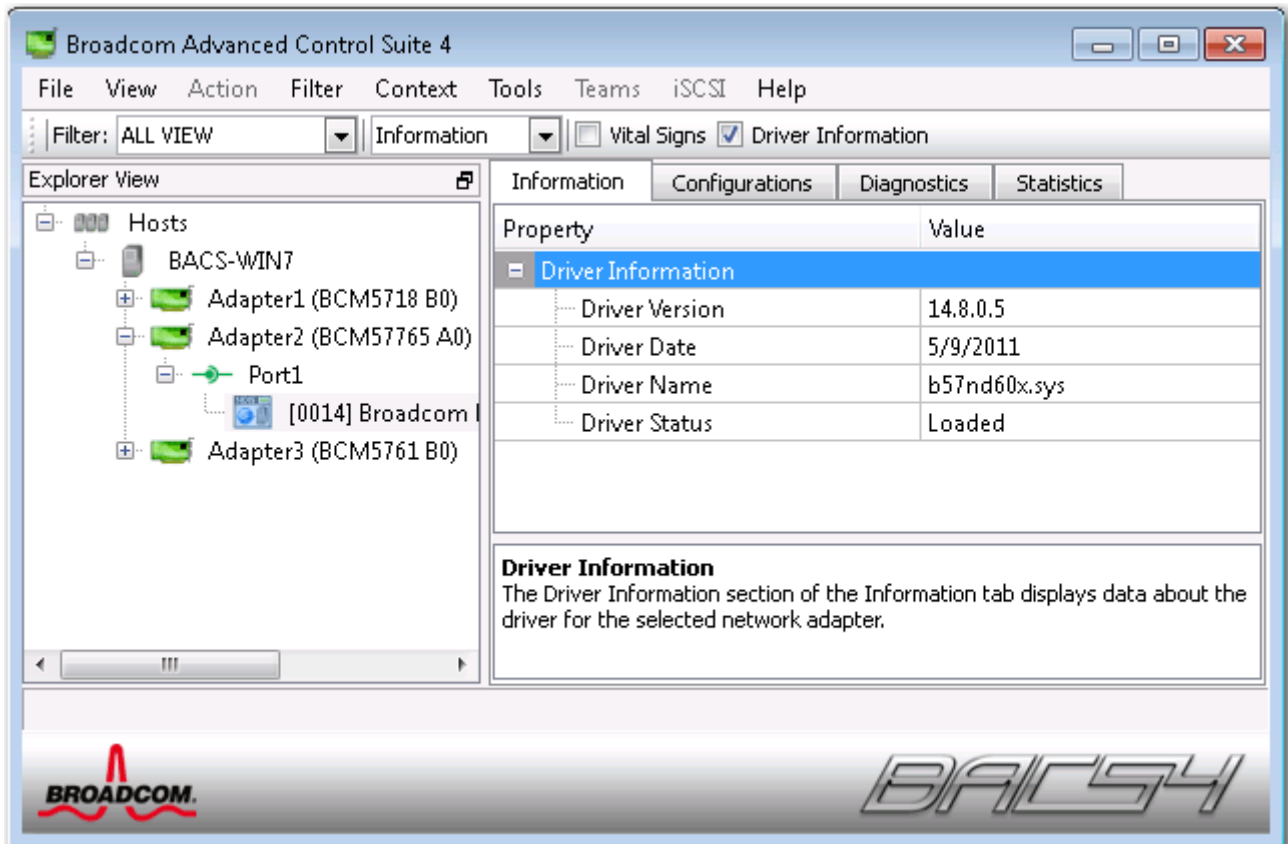 Broadcom Advanced Control Suite 4
File View Action Filter Context Tools Teams iSCSI Help
Filter: ALL VIEW Information Vital Signs Driver Information
Explorer View
Hosts
BACS-WIN7
Adapter1 (BCM5718 B0)
Adapter2 (BCM57765 A0)
Port1
[0014] Broadcom
Adapter3 (BCM5761 B0)
Information Configurations Diagnostics Statistics
Property Value
Driver Information
Driver Version 14.8.0.5
Driver Date 5/9/2011
Driver Name b57nd60x.sys
Driver Status Loaded
Driver Information
The Driver Information section of the Information tab displays data about the
driver for the selected network adapter.
BROADCOM.
BACS4